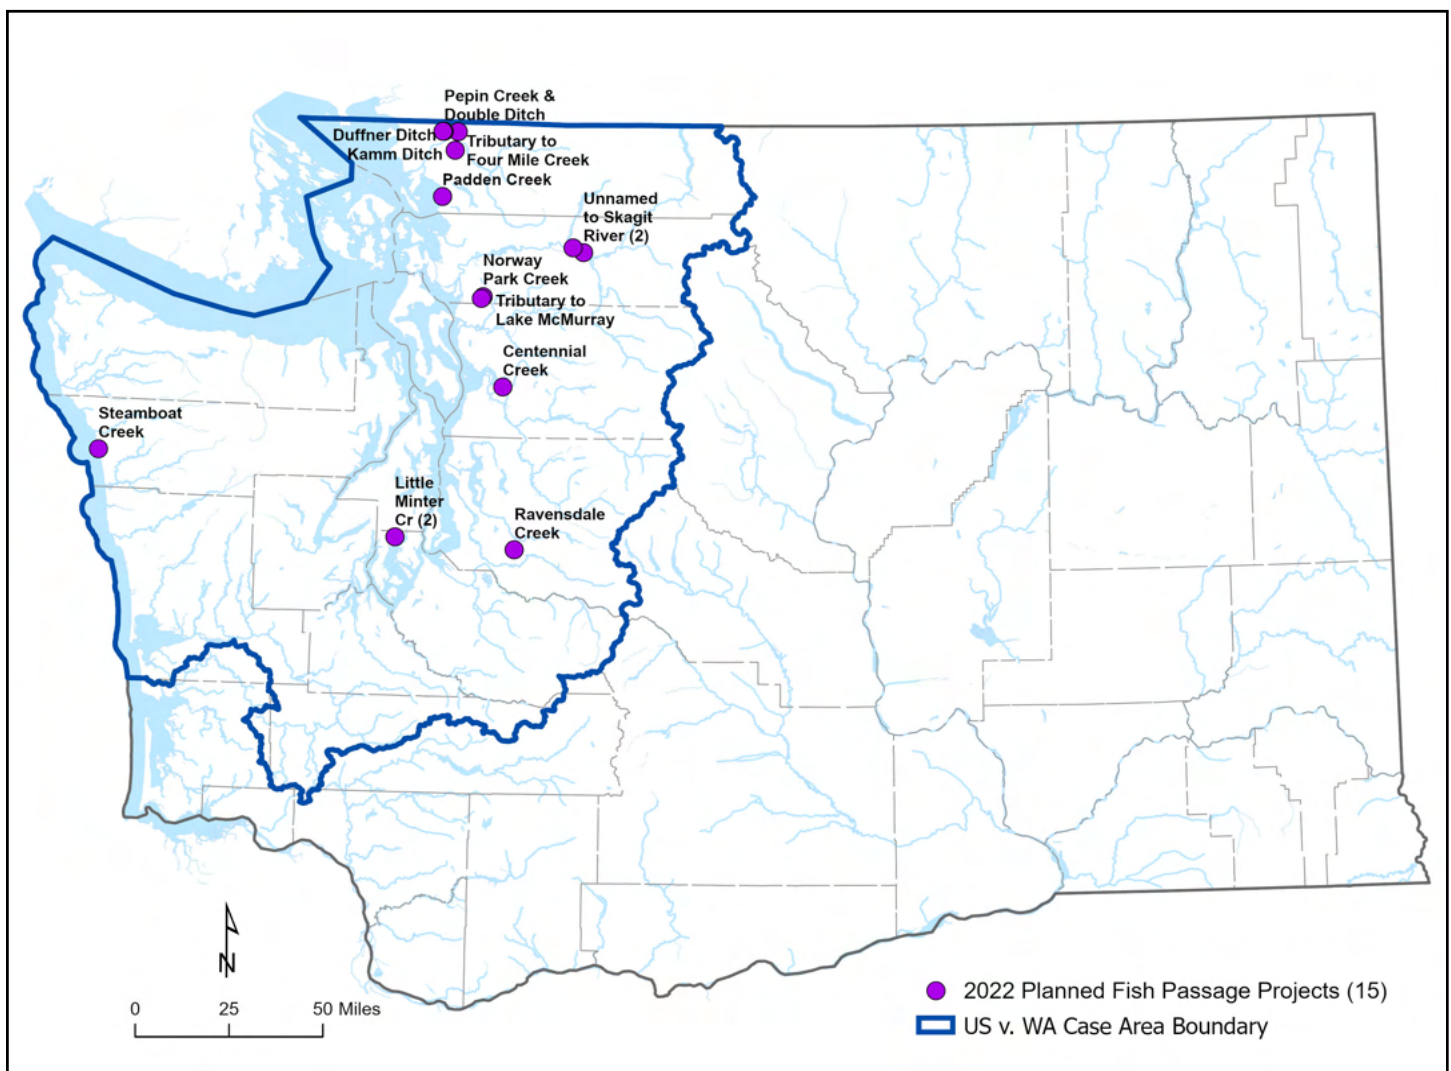 Pepin Creek &
Double Ditch
Duffner Ditch
Kamm Ditch
Tributary to
Four Mile Creek
Padden Creek
Unnamed
to Skagit
River (2)
Norway
Park Creek
Tributary to
Lake McMurray
Centennial
Creek
Steamboat
Creek
Little
Minter
Cr (2)
Ravensdale
Creek
N
0 25 50 Miles
2022 Planned Fish Passage Projects (15)
US v. WA Case Area Boundary